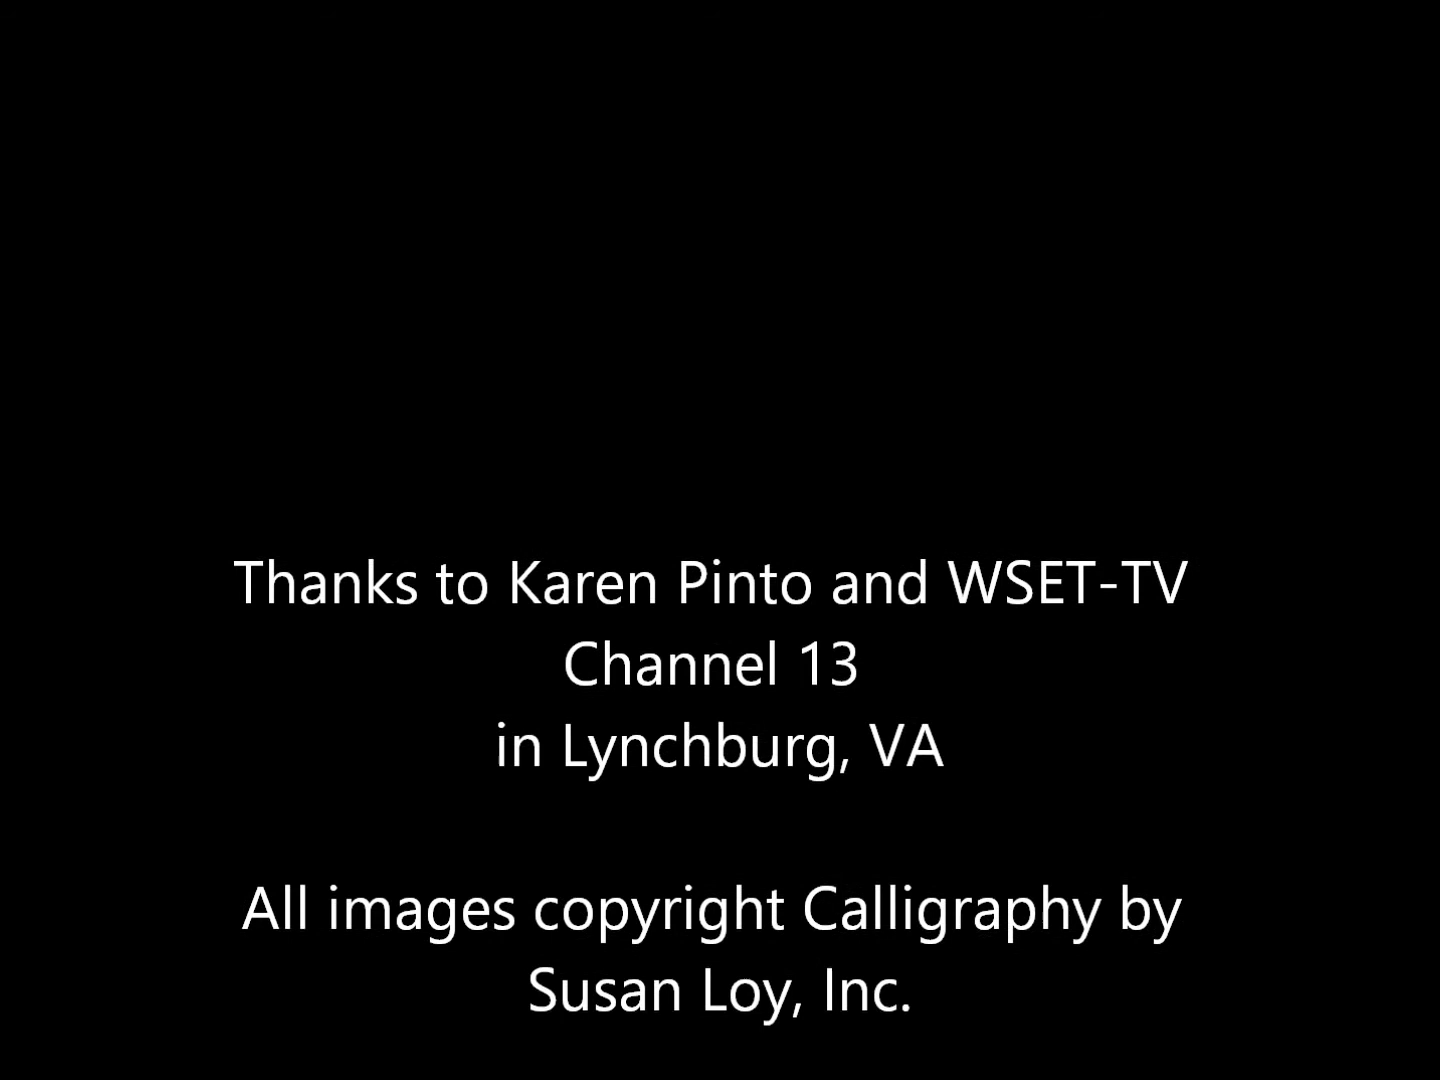 Thanks to Karen Pinto and WSET-TV
Channel 13
in Lynchburg, VA
All images copyright Calligraphy by
Susan Loy, Inc.